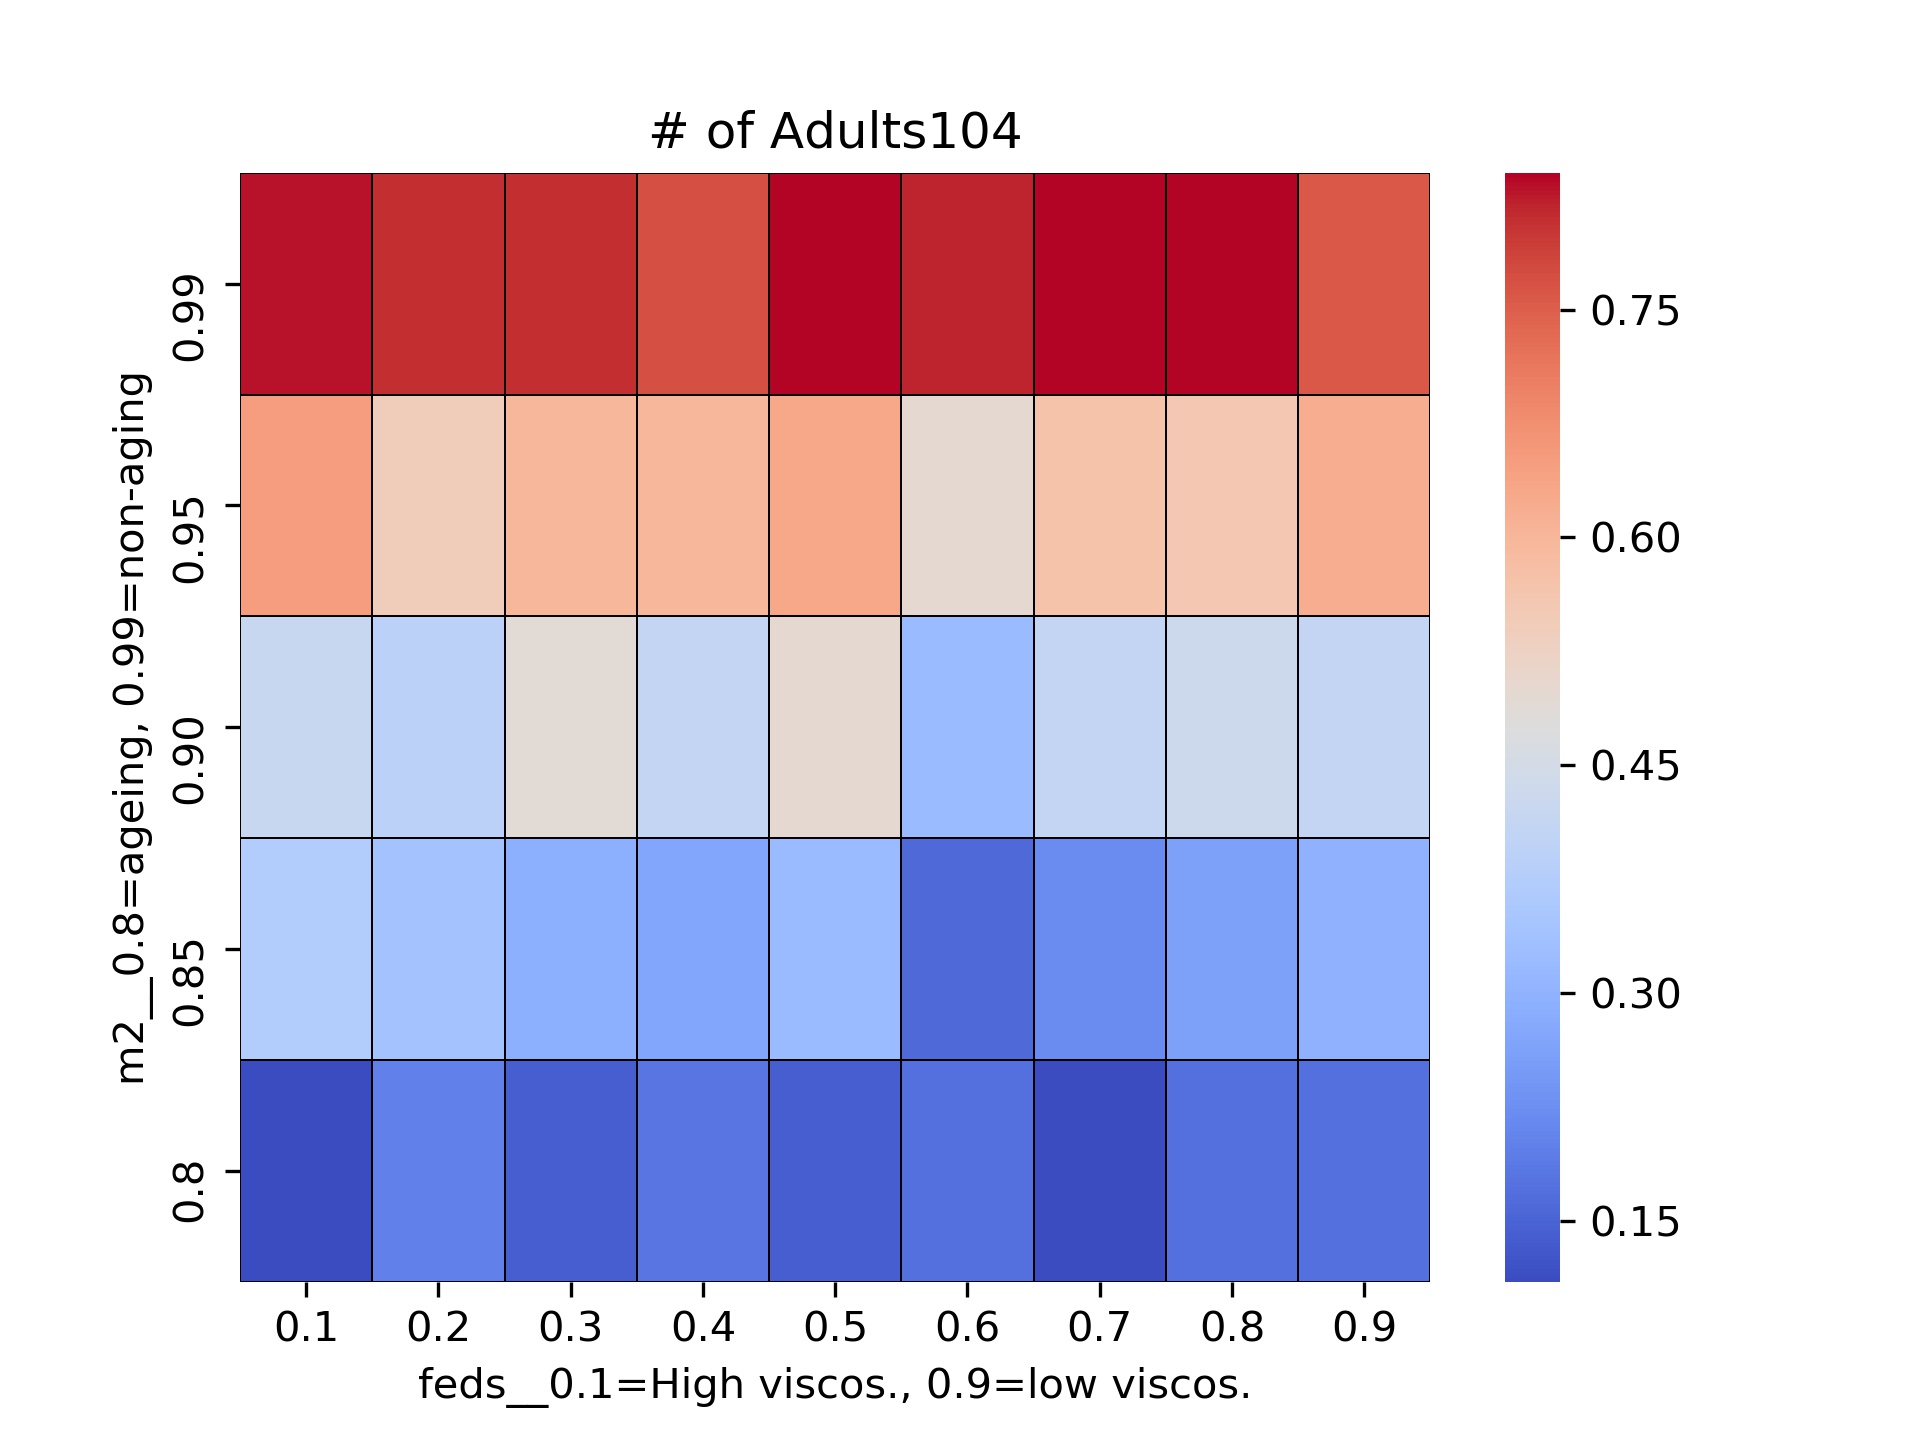 # of Adults104
m2__0.8=ageing, 0.99=non-aging
0.99
0.95
0.90
0.85
0.8
0.1 0.2 0.3 0.4 0.5 0.6 0.7 0.8 0.9
feds__0.1=High viscos., 0.9=low viscos.
0.75
0.60
0.45
0.30
0.15